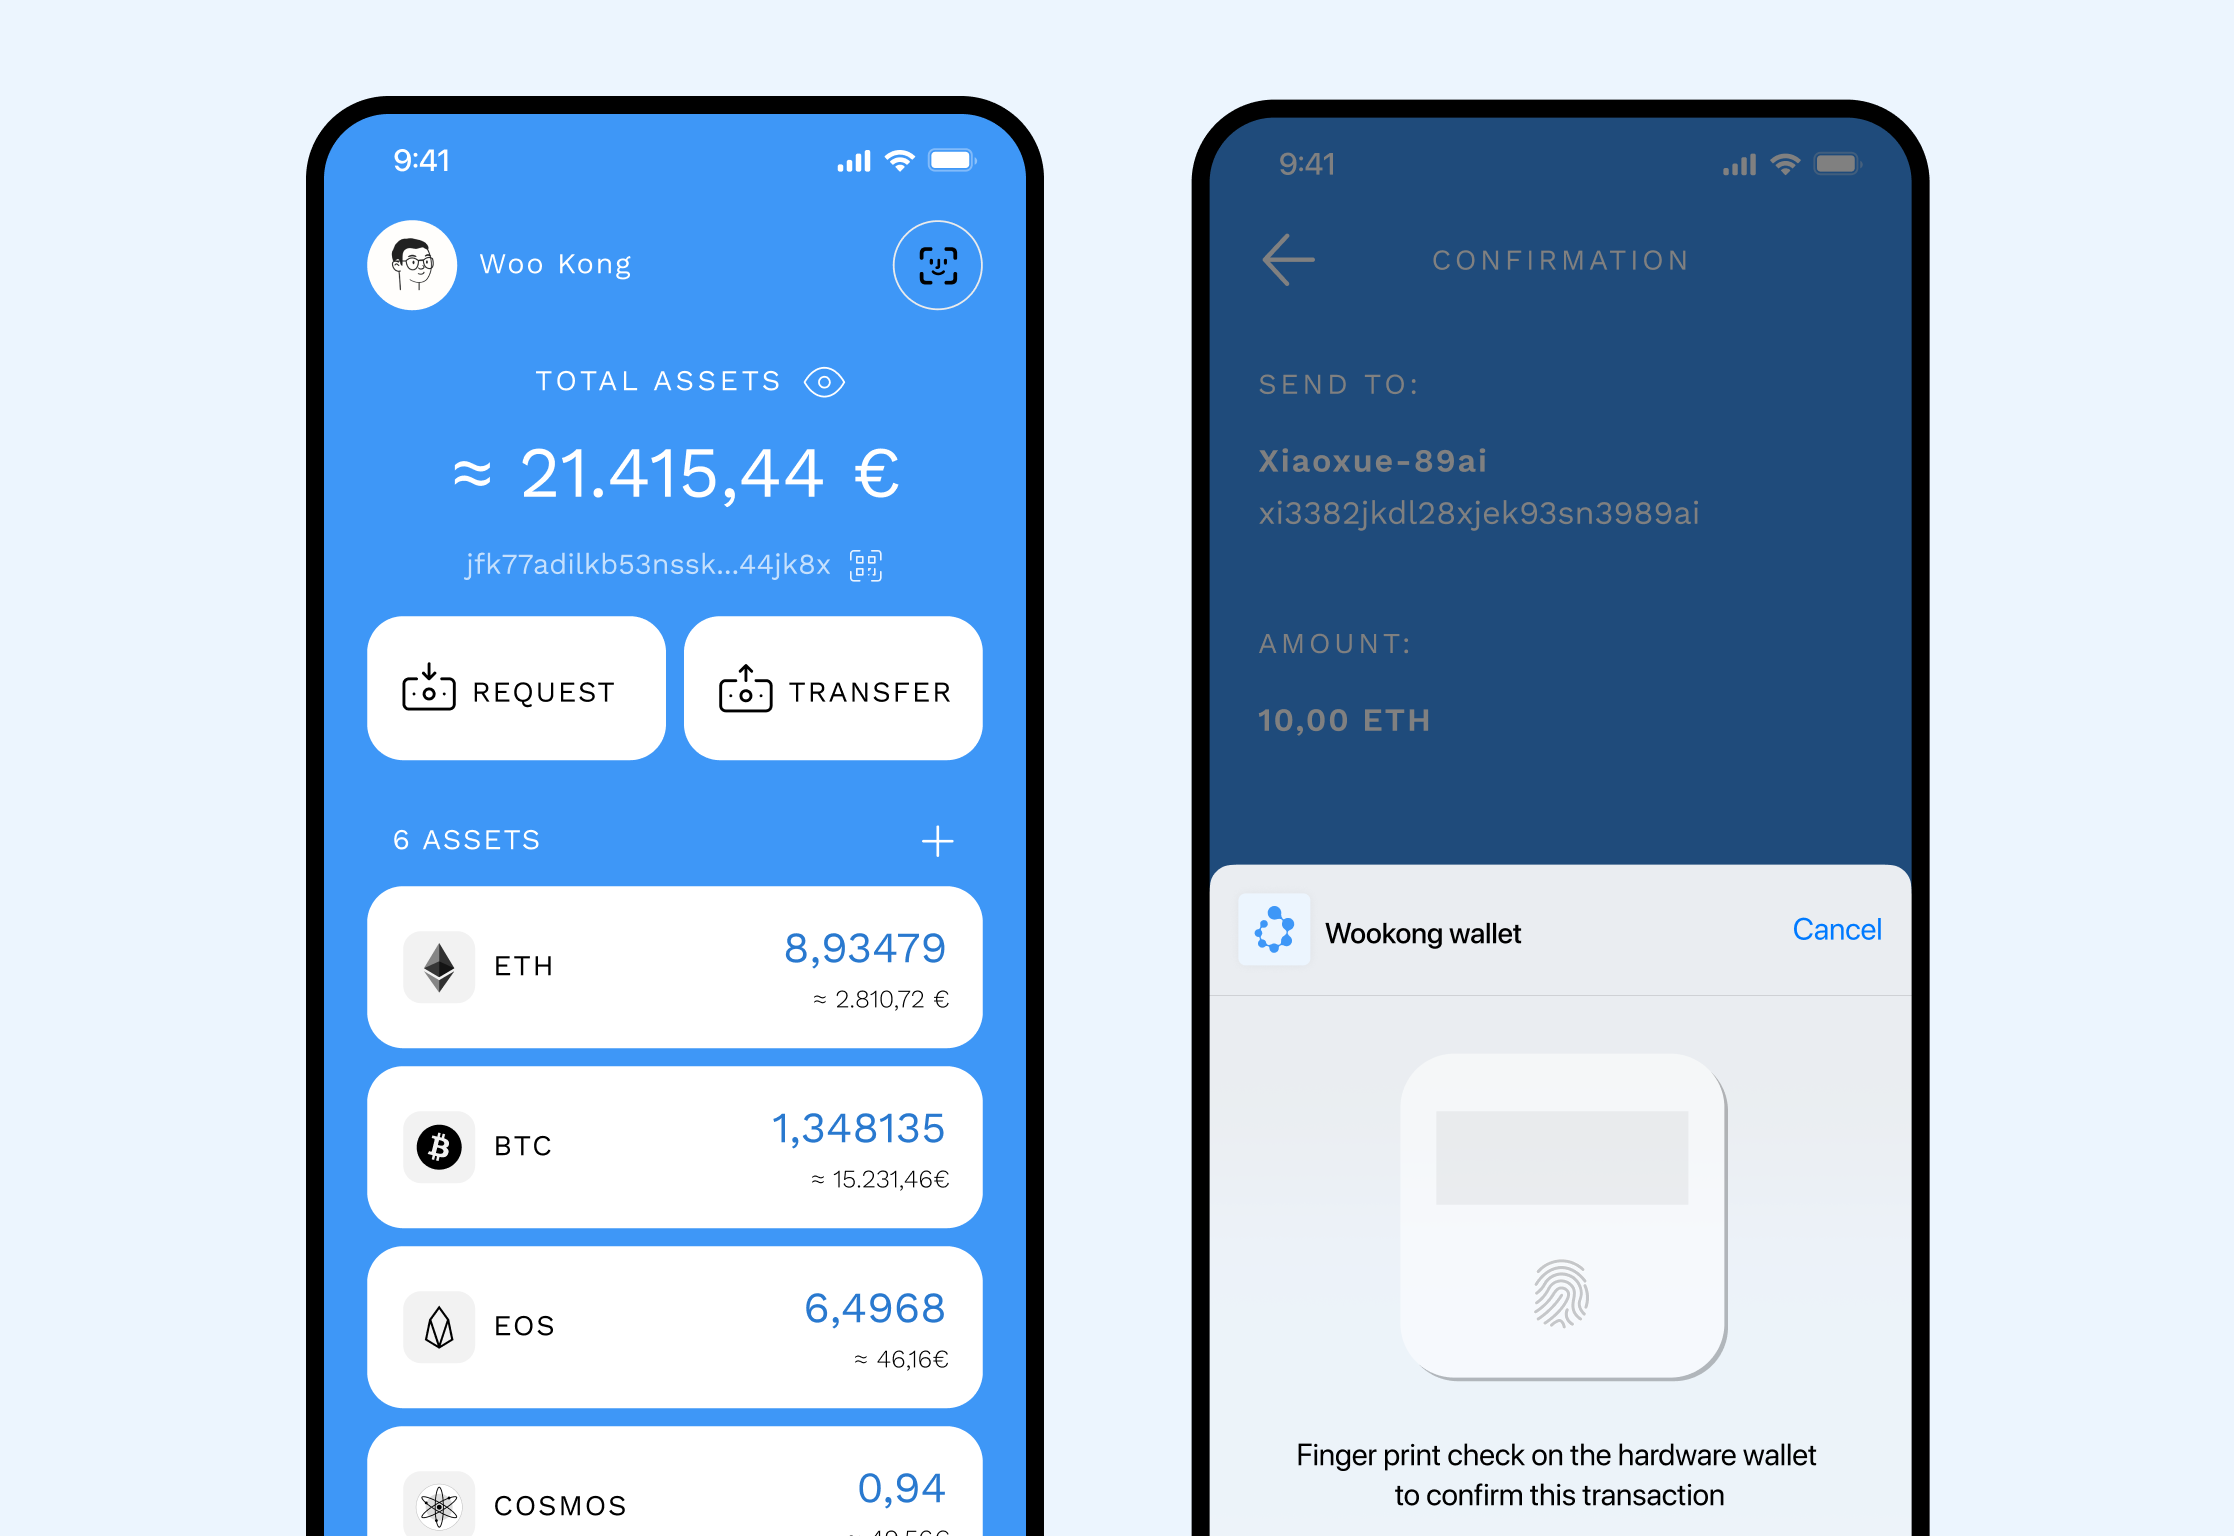 9:41
Woo Kong
TOTAL ASSETS
≈ 21.415,44 €
jfk77adilkb53nssk...44jk8x
REQUEST
TRANSFER
6 ASSETS
ETH
8,93479
≈ 2.810,72 €
BTC
1,348135
≈ 15.231,46€
EOS
6,4968
≈ 46,16€
COSMOS
0,94
9:41
CONFIRMATION
SEND TO:
Xiaoxue-89ai
xi3382jkdl28xjek93sn3989ai
AMOUNT:
10,00 ETH
Wookong wallet
Cancel
Finger print check on the hardware wallet
to confirm this transaction